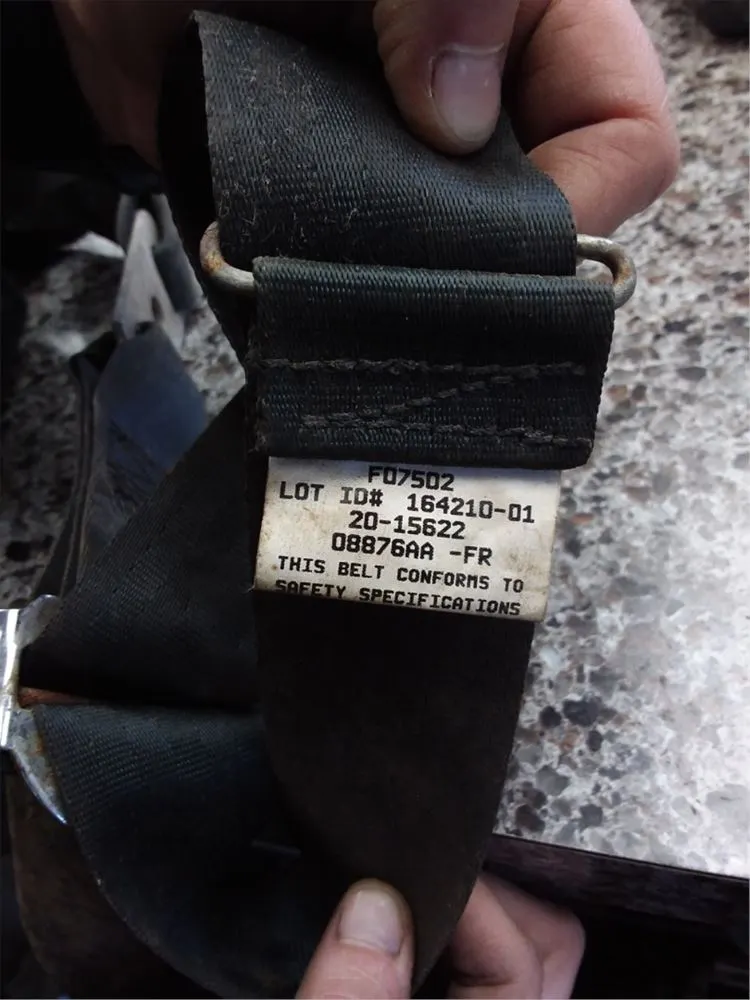 F07502
LOT ID# 164210-01
20-15622
08876AA -FR
THIS BELT CONFORMS TO
SAFETY SPECIFICATIONS